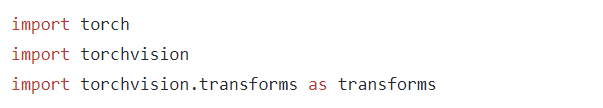 import torch
import torchvision
import torchvision.transforms as transforms